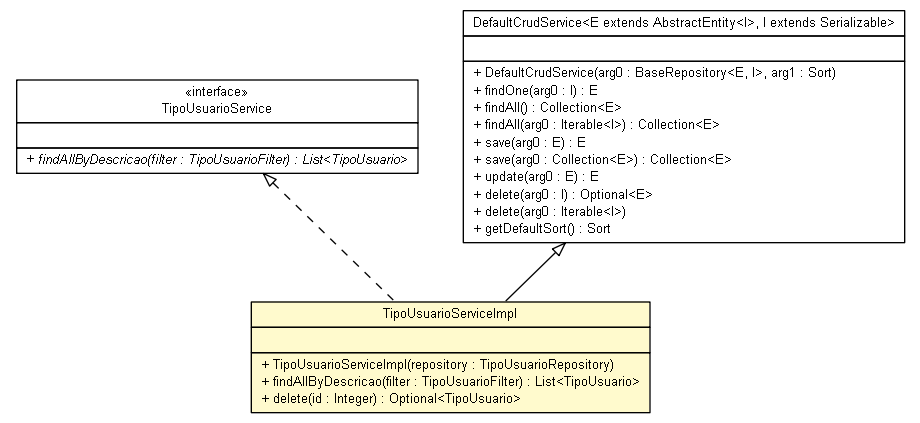 «interface»
TipoUsuarioService
+ findAllByDescricao(filter : TipoUsuarioFilter) : List<TipoUsuario>
DefaultCrudService<E extends AbstractEntity<I>, I extends Serializable>
+ DefaultCrudService(arg0 : BaseRepository<E, I>, arg1 : Sort)
+ findOne(arg0 : I) : E
+ findAll() : Collection<E>
+ findAll(arg0 : Iterable<I>) : Collection<E>
+ save(arg0 : E) : E
+ save(arg0 : Collection<E>) : Collection<E>
+ update(arg0 : E) : E
+ delete(arg0 : I) : Optional<E>
+ delete(arg0 : Iterable<I>)
+ getDefaultSort() : Sort
TipoUsuarioServiceImpl
+ TipoUsuarioServiceImpl(repository : TipoUsuarioRepository)
+ findAllByDescricao(filter : TipoUsuarioFilter) : List<TipoUsuario>
+ delete(id : Integer) : Optional<TipoUsuario>